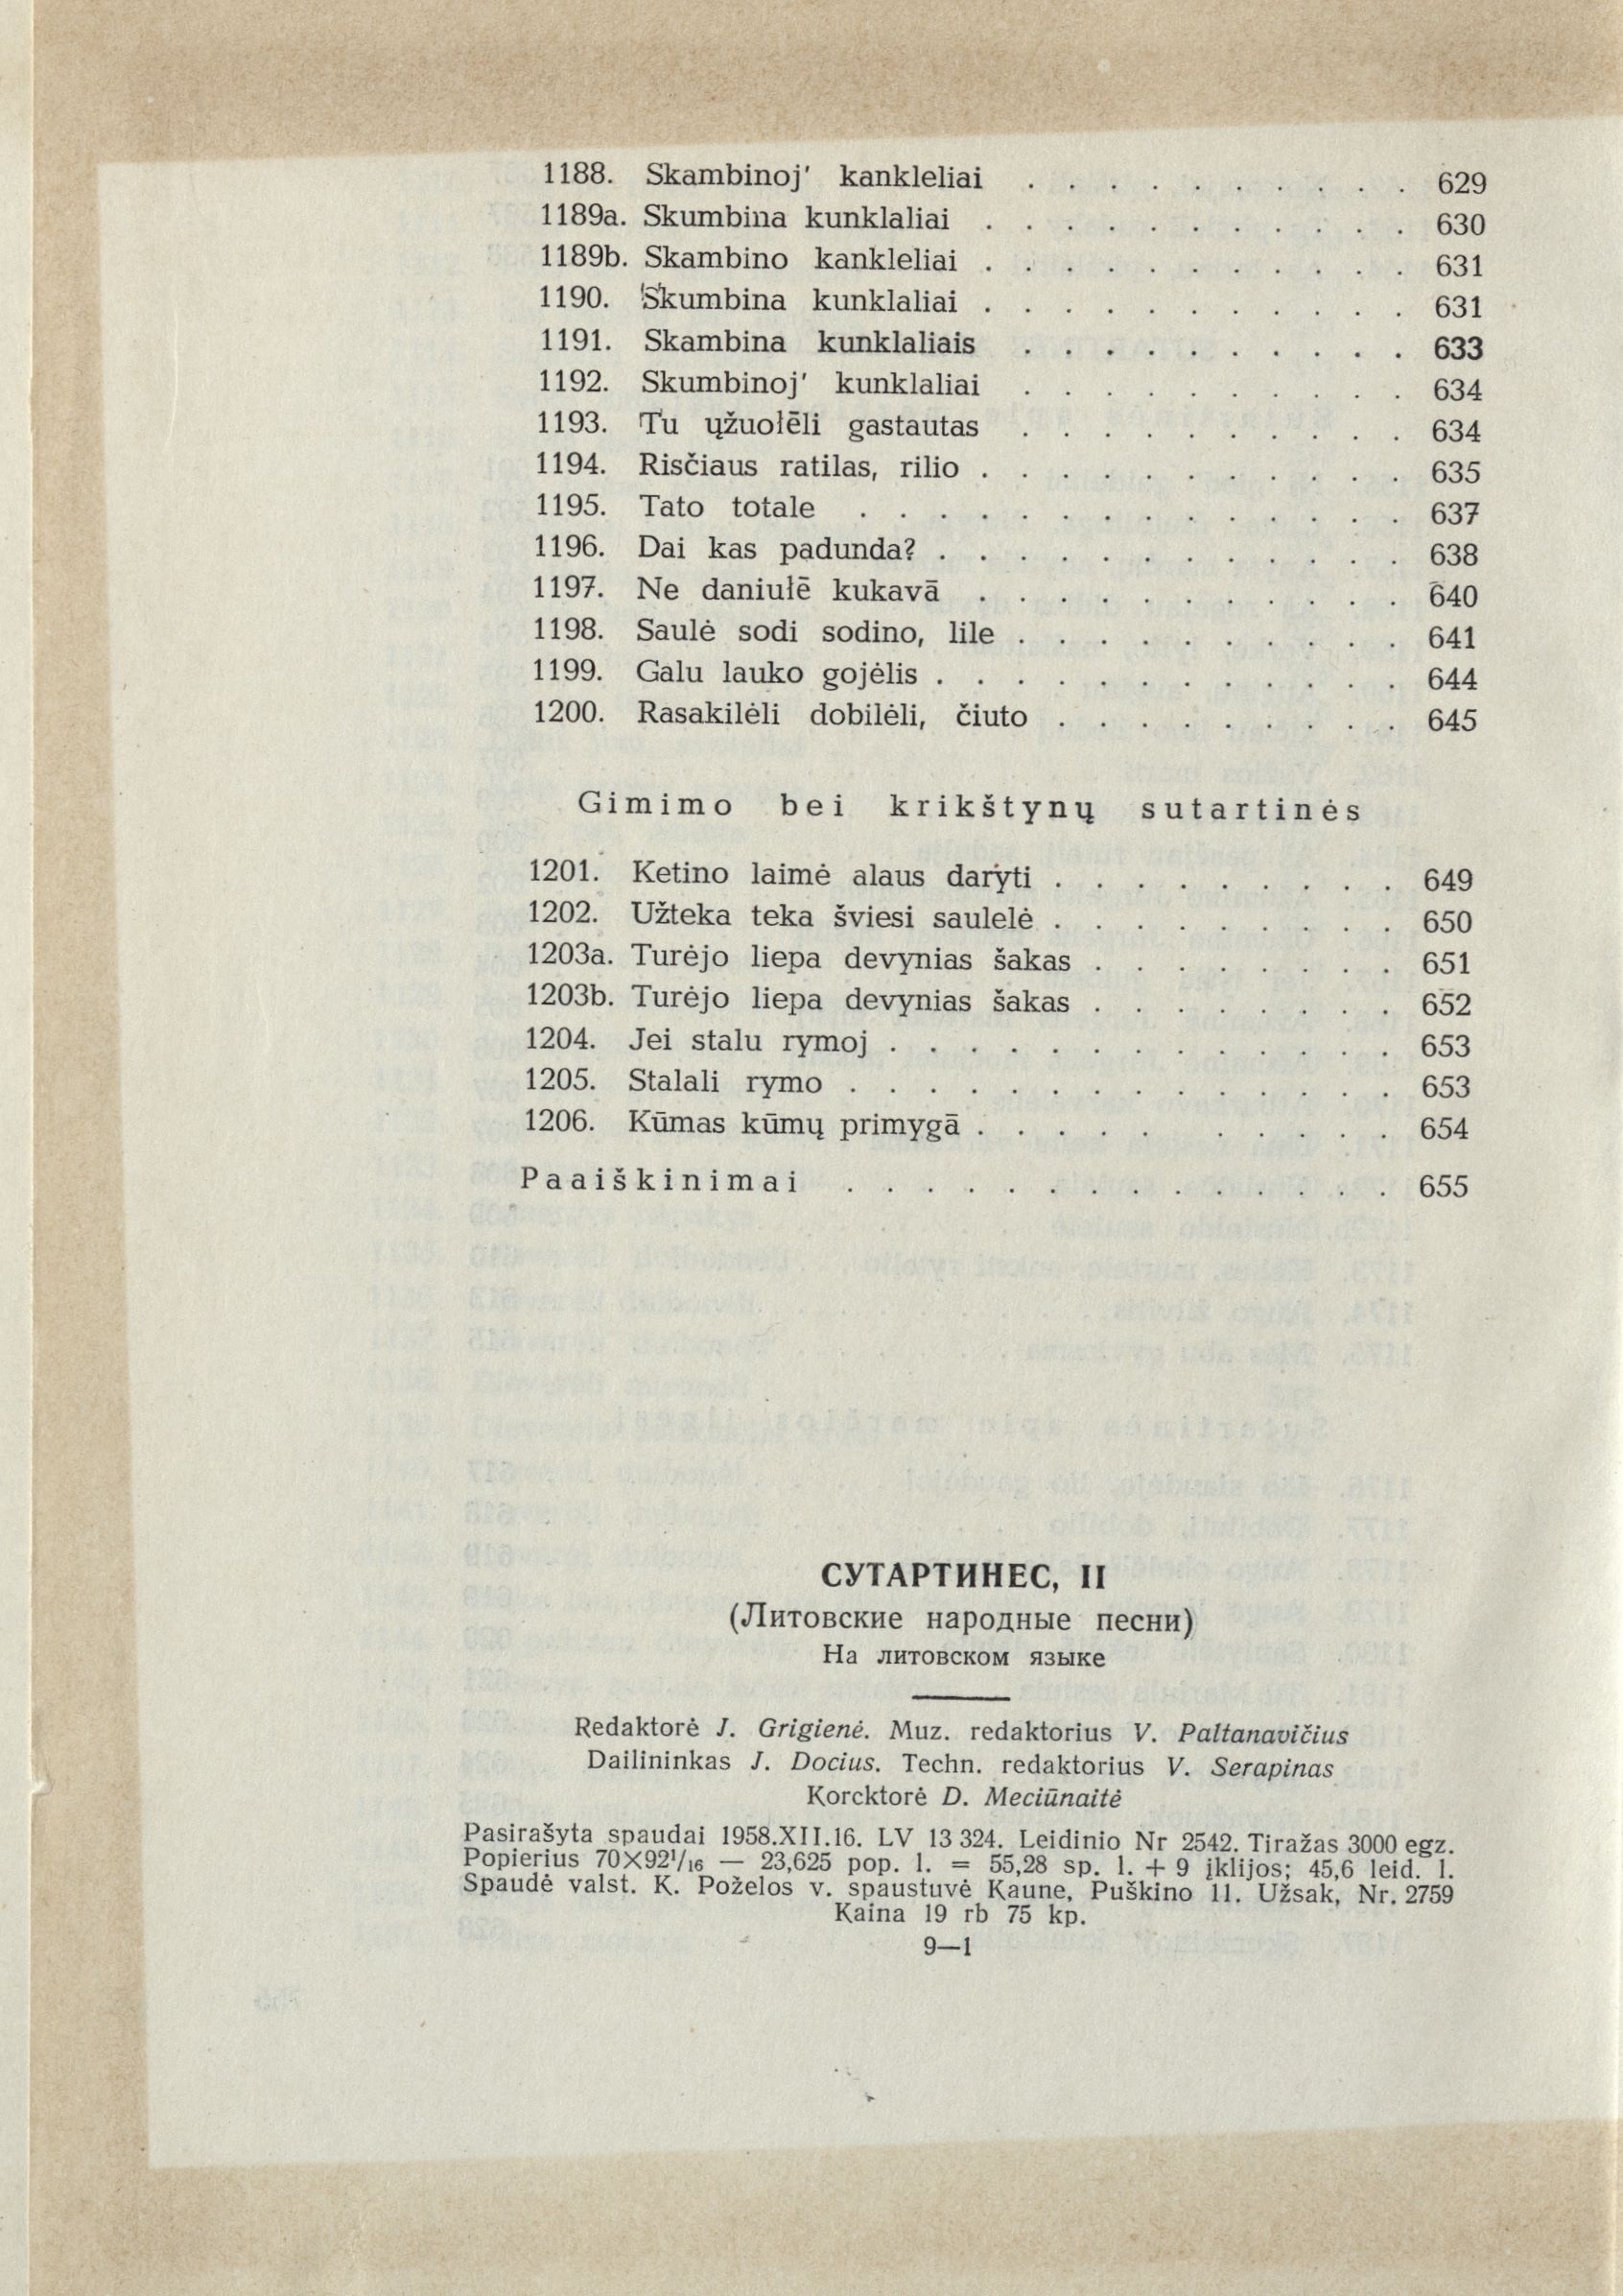 1188. Skambinoj' kankleliai . . . . . . . . . . 629
1189a. Skumbina kunklaliai . . . . . . . . . . . 630
1189b. Skambino kankleliai . . . . . . . . . . . 631
1190. Skumbina kunklaliai . . . . . . . . . . . 631
1191. Skambina kunklaliais . . . . . . . . . . 633
1192. Skumbinoj' kunklaliai . . . . . . . . . . 634
1193. Tu ųžuołēli gastautas . . . . . . . . . . 634
1194. Risčiaus ratilas, rilio . . . . . . . . . . . 635
1195. Tato totale . . . . . . . . . . . . . . 637
1196. Dai kas padunda? . . . . . . . . . . . . 638
1197. Ne daniułē kukavā . . . . . . . . . . . 640
1198. Saulė sodi sodino, lile . . . . . . . . . . 641
1199. Galu lauko gojėlis . . . . . . . . . . . . 644
1200. Rasakilėli dobilėli, čiuto . . . . . . . . . 645
Gimimo bei krikštynų sutartinės
1201. Ketino laimė alaus daryti . . . . . . . . . 649
1202. Užteka teka šviesi saulelė . . . . . . . . . 650
1203a. Turėjo liepa devynias šakas . . . . . . . . 651
1203b. Turėjo liepa devynias šakas . . . . . . . . 652
1204. Jei stalu rymoj . . . . . . . . . . . . . 653
1205. Stalali rymo . . . . . . . . . . . . . . 653
1206. Kūmas kūmų primygā . . . . . . . . . . 654
Paaiškinimai . . . . . . . . . . . . . . 655
СУТАРТИНЕС, II
(Литовские народные песни)
На литовском языке
Redaktorė J. Grigienė. Muz. redaktorius V. Paltanavičius
Dailininkas J. Docius. Techn. redaktorius V. Serapinas
Korcktorė D. Meciūnaitė
Pasirašyta spaudai 1958.XII.16. LV 13 324. Leidinio Nr 2542. Tiražas 3000 egz.
Popierius 70×92¹/₁₆ — 23,625 pop. l. = 55,28 sp. l. + 9 įklijos; 45,6 leid. l.
Spaudė valst. K. Poželos v. spaustuvė Kaune, Puškino 11. Užsak, Nr. 2759
Kaina 19 rb 75 kp.
9—1